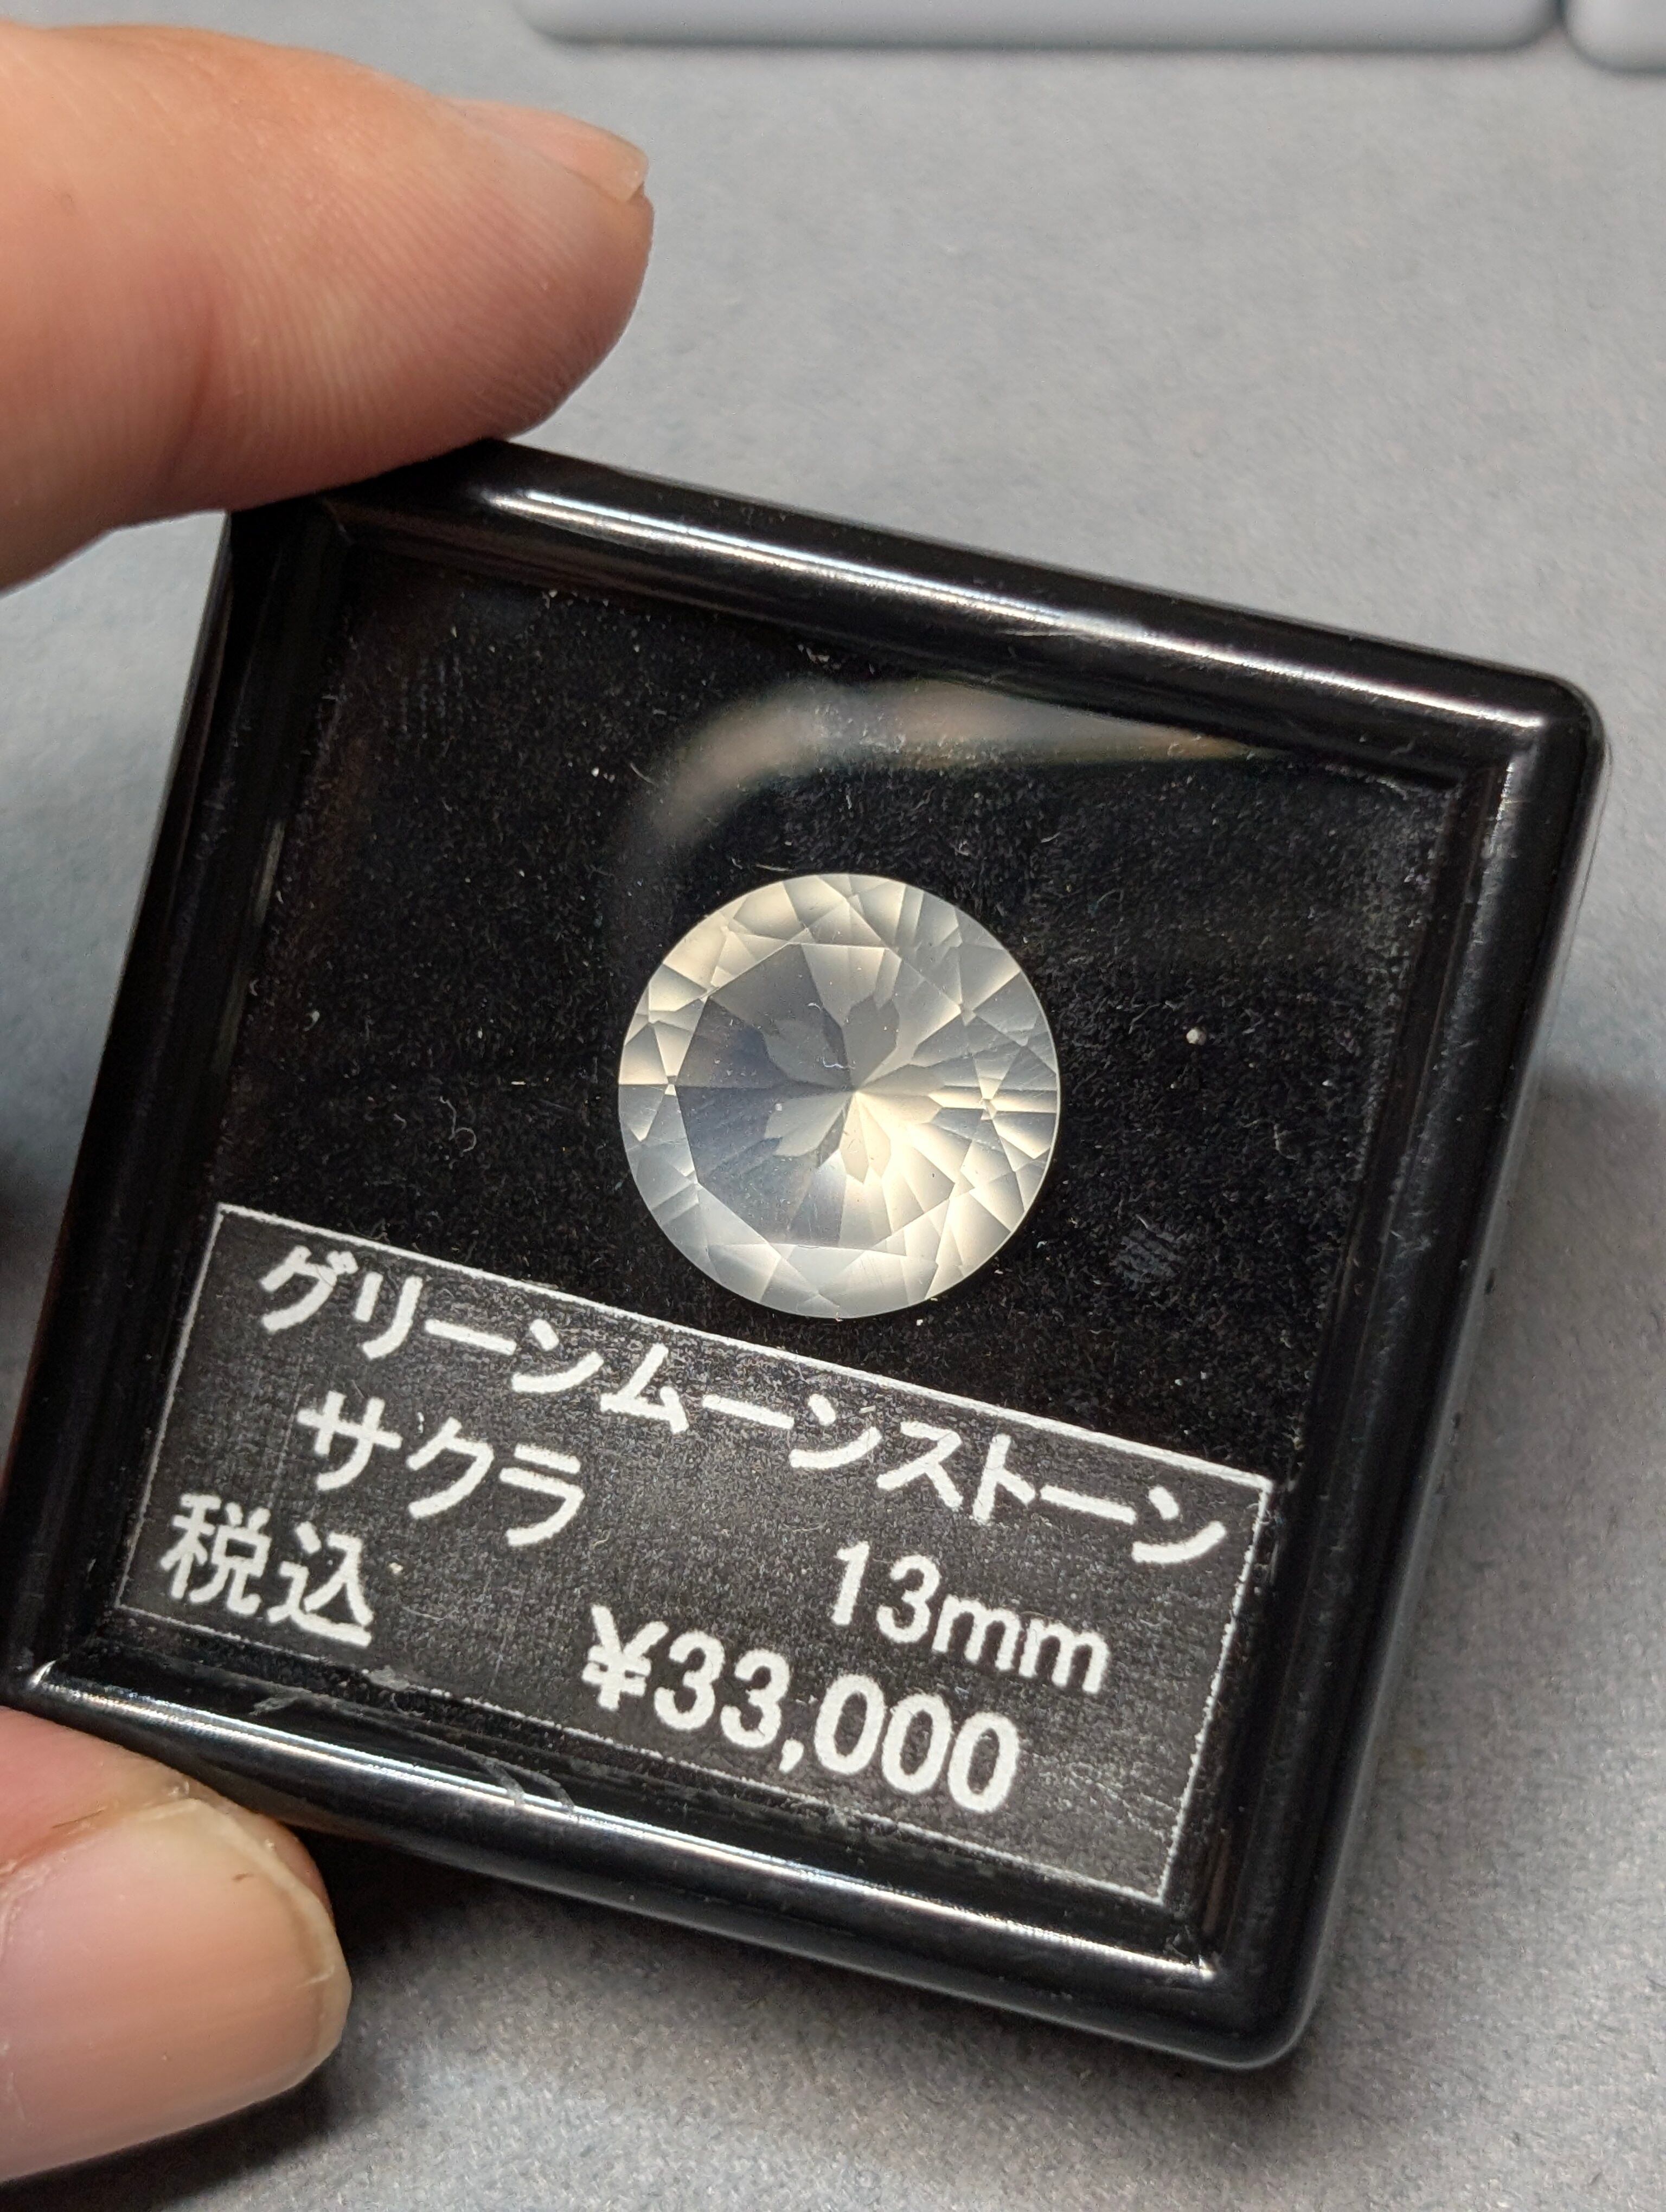 グリーンムーンストーン
サクラ 13mm
税込 ¥33,000